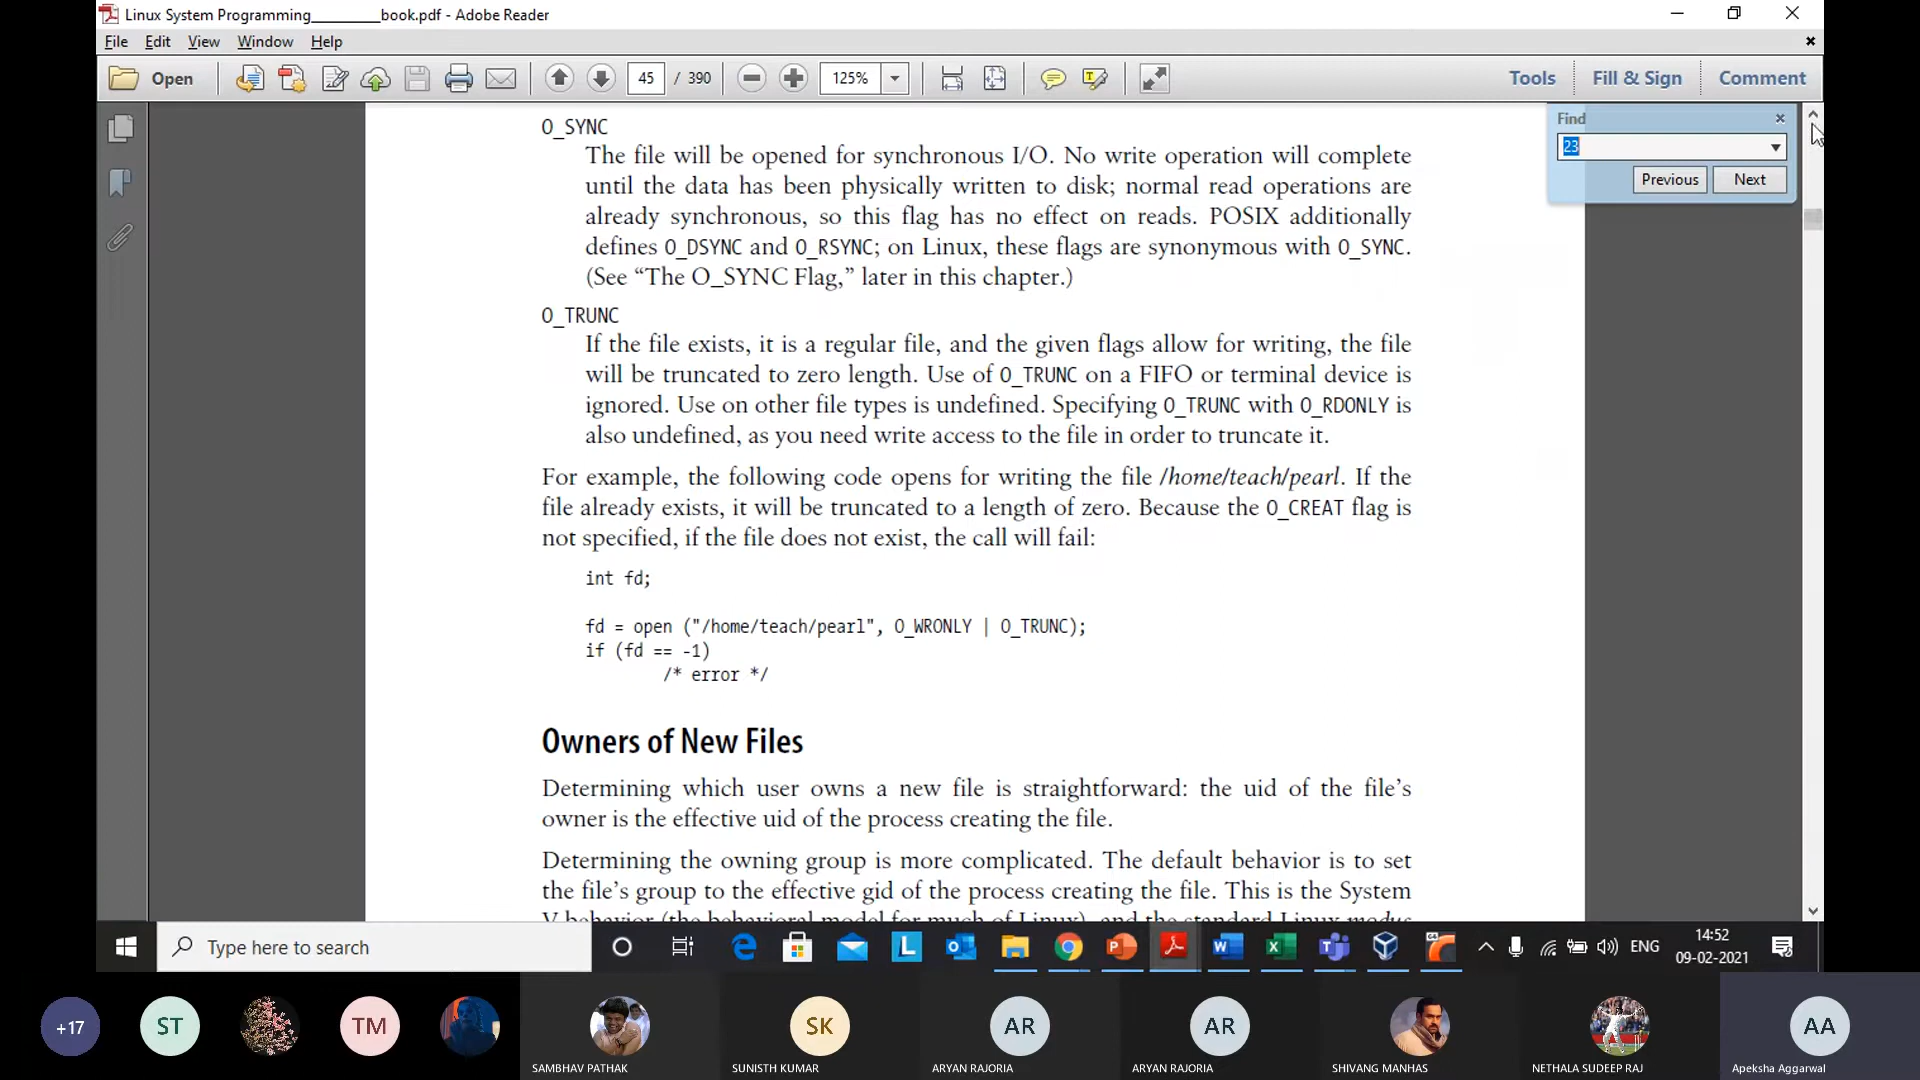 Linux System Programming_________book.pdf - Adobe Reader
File Edit View Window Help
Open 45 / 390 125% Tools Fill & Sign Comment
Find
23
Previous Next
O_SYNC
The file will be opened for synchronous I/O. No write operation will complete
until the data has been physically written to disk; normal read operations are
already synchronous, so this flag has no effect on reads. POSIX additionally
defines O_DSYNC and O_RSYNC; on Linux, these flags are synonymous with O_SYNC.
(See “The O_SYNC Flag,” later in this chapter.)
O_TRUNC
If the file exists, it is a regular file, and the given flags allow for writing, the file
will be truncated to zero length. Use of O_TRUNC on a FIFO or terminal device is
ignored. Use on other file types is undefined. Specifying O_TRUNC with O_RDONLY is
also undefined, as you need write access to the file in order to truncate it.
For example, the following code opens for writing the file /home/teach/pearl. If the
file already exists, it will be truncated to a length of zero. Because the O_CREAT flag is
not specified, if the file does not exist, the call will fail:
int fd;
fd = open ("/home/teach/pearl", O_WRONLY | O_TRUNC);
if (fd == -1)
/* error */
Owners of New Files
Determining which user owns a new file is straightforward: the uid of the file’s
owner is the effective uid of the process creating the file.
Determining the owning group is more complicated. The default behavior is to set
the file’s group to the effective gid of the process creating the file. This is the System
V behavior (the behavioral model for much of Linux), and the standard Linux modus
Type here to search
ENG
14:52
09-02-2021
+17 ST TM SK AR AR AA
SAMBHAV PATHAK SUNISTH KUMAR ARYAN RAJORIA ARYAN RAJORIA SHIVANG MANHAS NETHALA SUDEEP RAJ Apeksha Aggarwal